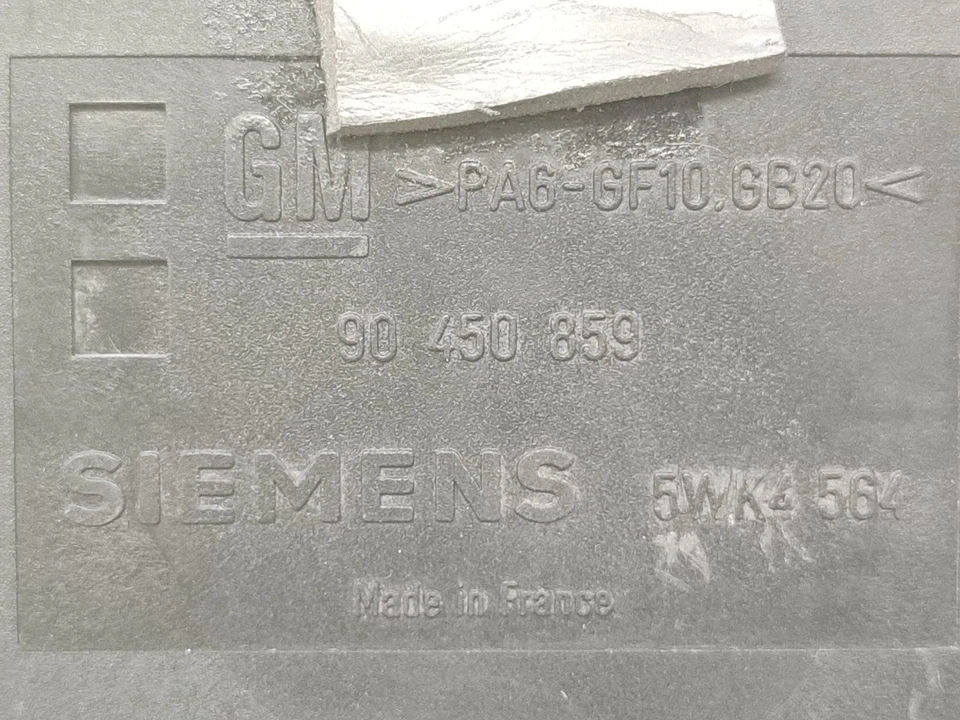 GM >PA6-GF10.GB20<
90 450 859
SIEMENS 5WK4 564
Made in France